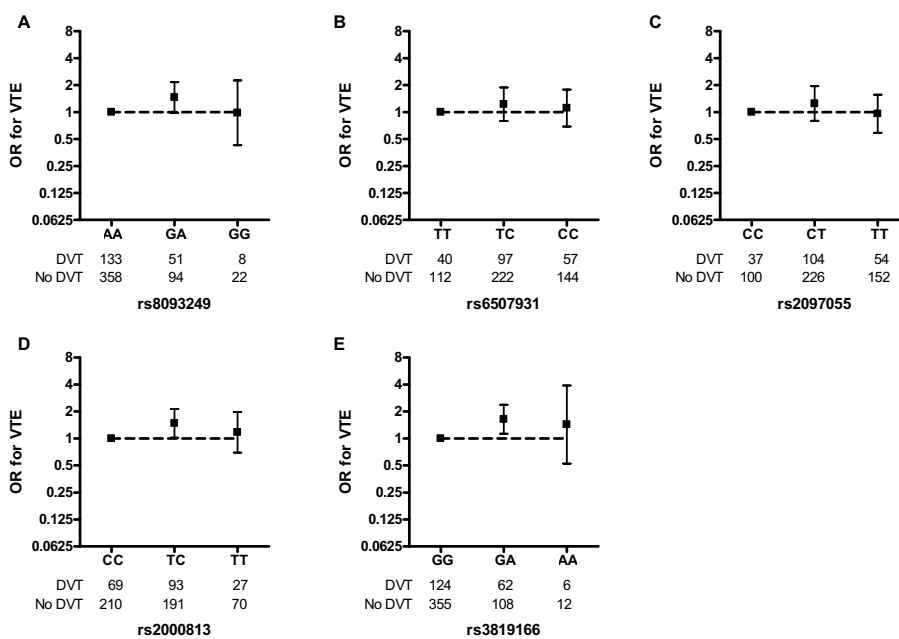 A
OR for VTE
8
4
2
1
0.5
0.25
0.125
0.0625
AA GA GG
DVT 133 51 8
No DVT 358 94 22
rs8093249
B
OR for VTE
8
4
2
1
0.5
0.25
0.125
0.0625
TT TC CC
DVT 40 97 57
No DVT 112 222 144
rs6507931
C
OR for VTE
8
4
2
1
0.5
0.25
0.125
0.0625
CC CT TT
DVT 37 104 54
No DVT 100 226 152
rs2097055
D
OR for VTE
8
4
2
1
0.5
0.25
0.125
0.0625
CC TC TT
DVT 69 93 27
No DVT 210 191 70
rs2000813
E
OR for VTE
8
4
2
1
0.5
0.25
0.125
0.0625
GG GA AA
DVT 124 62 6
No DVT 355 108 12
rs3819166